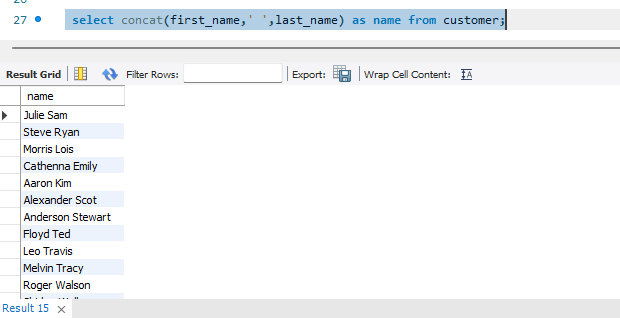 27 select concat(first_name,' ',last_name) as name from customer;
Result Grid Filter Rows: Export: Wrap Cell Content:
name
Julie Sam
Steve Ryan
Morris Lois
Cathenna Emily
Aaron Kim
Alexander Scot
Anderson Stewart
Floyd Ted
Leo Travis
Melvin Tracy
Roger Walson
Result 15